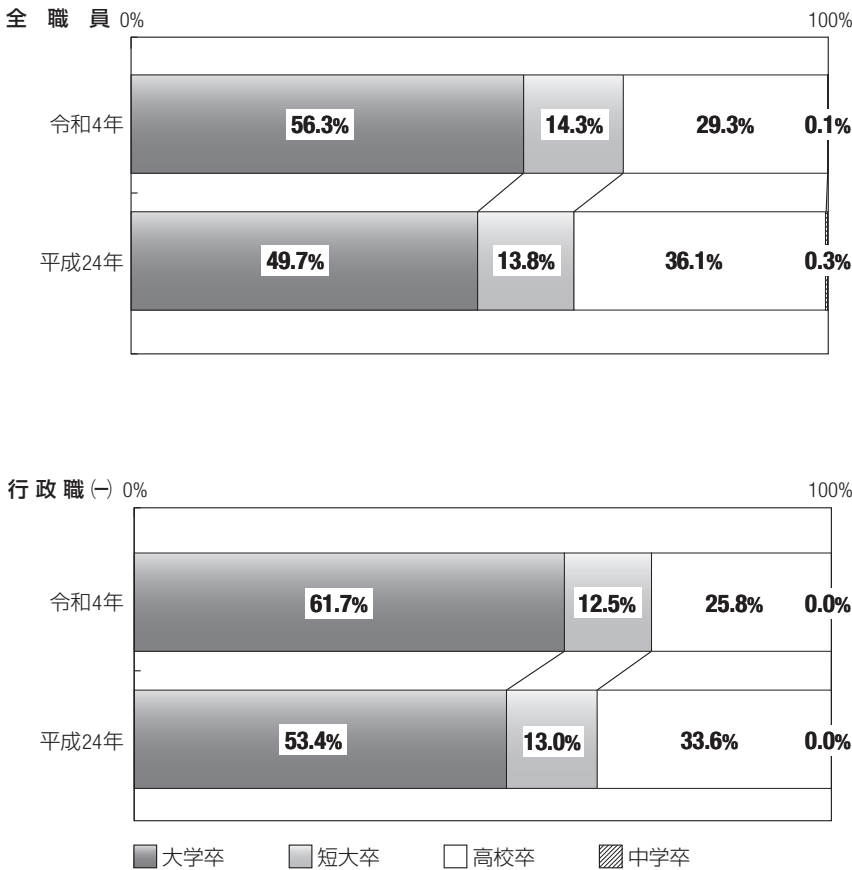 全職員 0% 100%
令和4年 56.3% 14.3% 29.3% 0.1%
平成24年 49.7% 13.8% 36.1% 0.3%
行政職㈠ 0% 100%
令和4年 61.7% 12.5% 25.8% 0.0%
平成24年 53.4% 13.0% 33.6% 0.0%
大学卒 短大卒 高校卒 中学卒